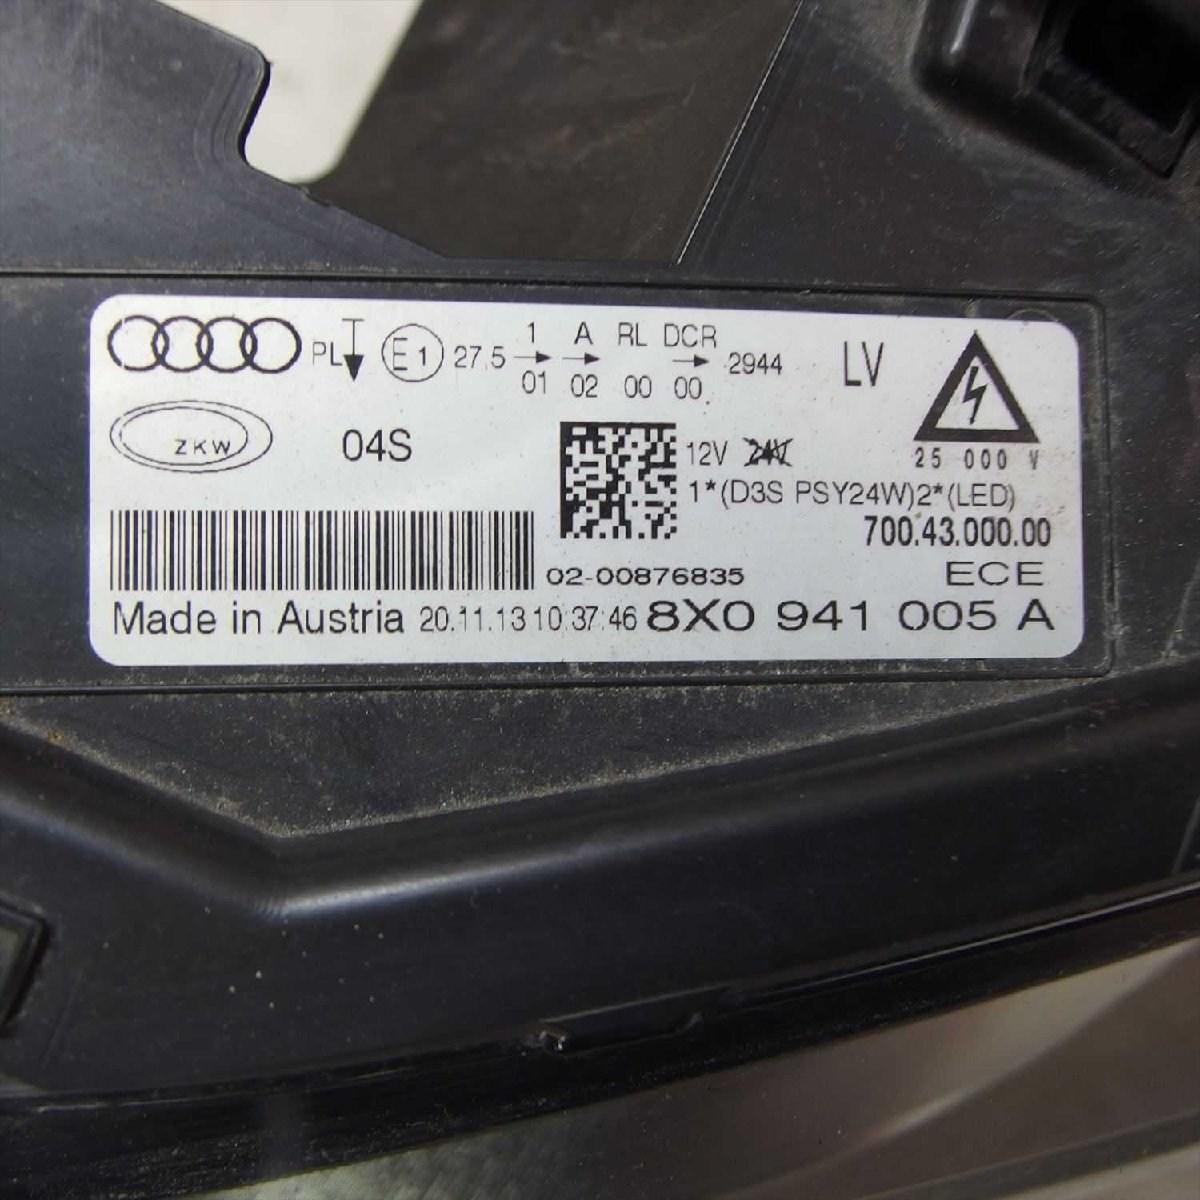 PL E1 27.5 1 A RL DCR 2944 LV
01 02 00 00
ZKW 04S 12V 24V 25 000 V
1*(D3S PSY24W)2*(LED)
700.43.000.00
02-00876835 ECE
Made in Austria 20.11.13 10:37:46 8X0 941 005 A